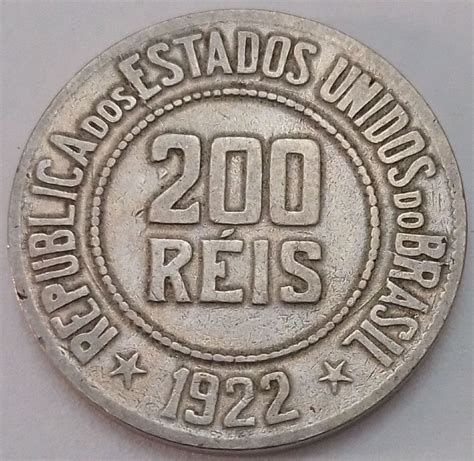 REPUBLICA DOS ESTADOS UNIDOS DO BRASIL
200
RÉIS
1922